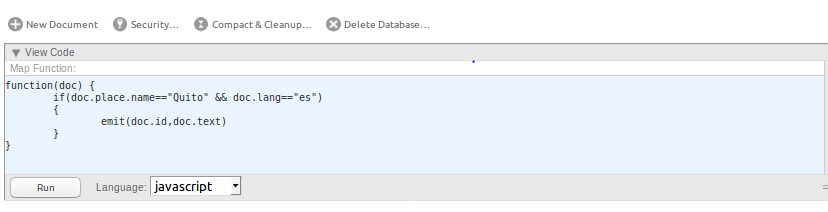 New Document Security... Compact & Cleanup... Delete Database...
View Code
Map Function:
function(doc) {
        if(doc.place.name=="Quito" && doc.lang=="es")
        {
                emit(doc.id,doc.text)
        }
}
Run Language: javascript